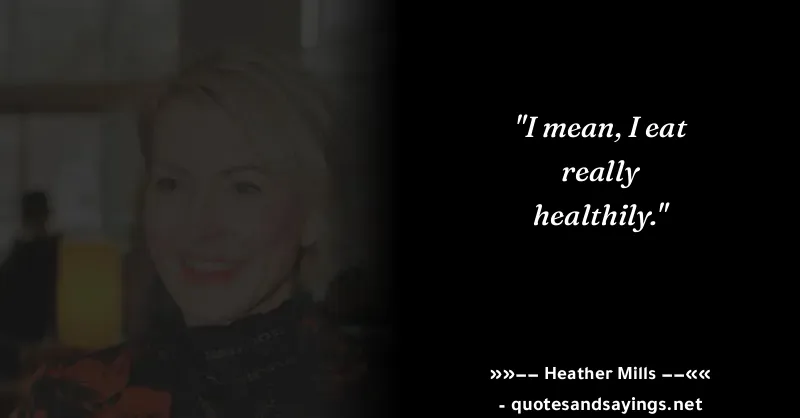 "I mean, I eat
really
healthily."
»»—— Heather Mills ——««
- quotesandsayings.net